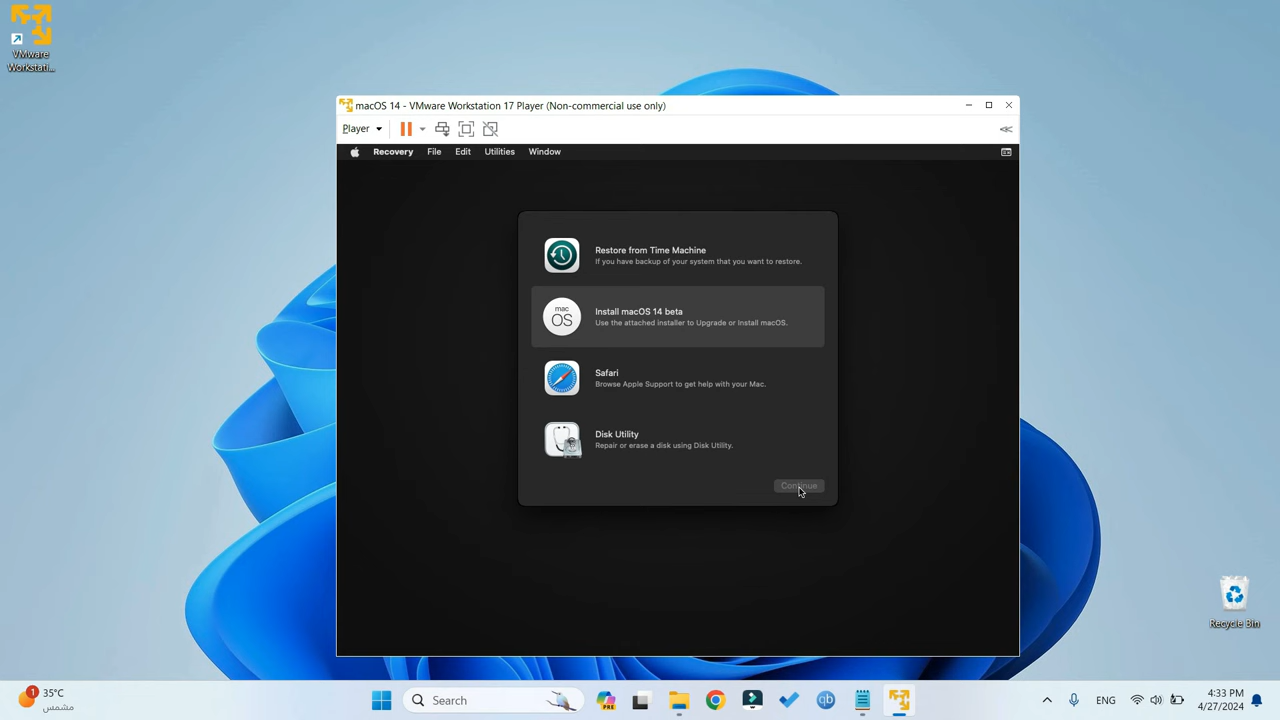 VMware
Workstati...
macOS 14 - VMware Workstation 17 Player (Non-commercial use only)
Player
Recovery File Edit Utilities Window
Restore from Time Machine
If you have backup of your system that you want to restore.
mac
OS
Install macOS 14 beta
Use the attached installer to Upgrade or Install macOS.
Safari
Browse Apple Support to get help with your Mac.
Disk Utility
Repair or erase a disk using Disk Utility.
Continue
Recycle Bin
1
35°C
مشمس
Search
PRE
qb
ENG
4:33 PM
4/27/2024